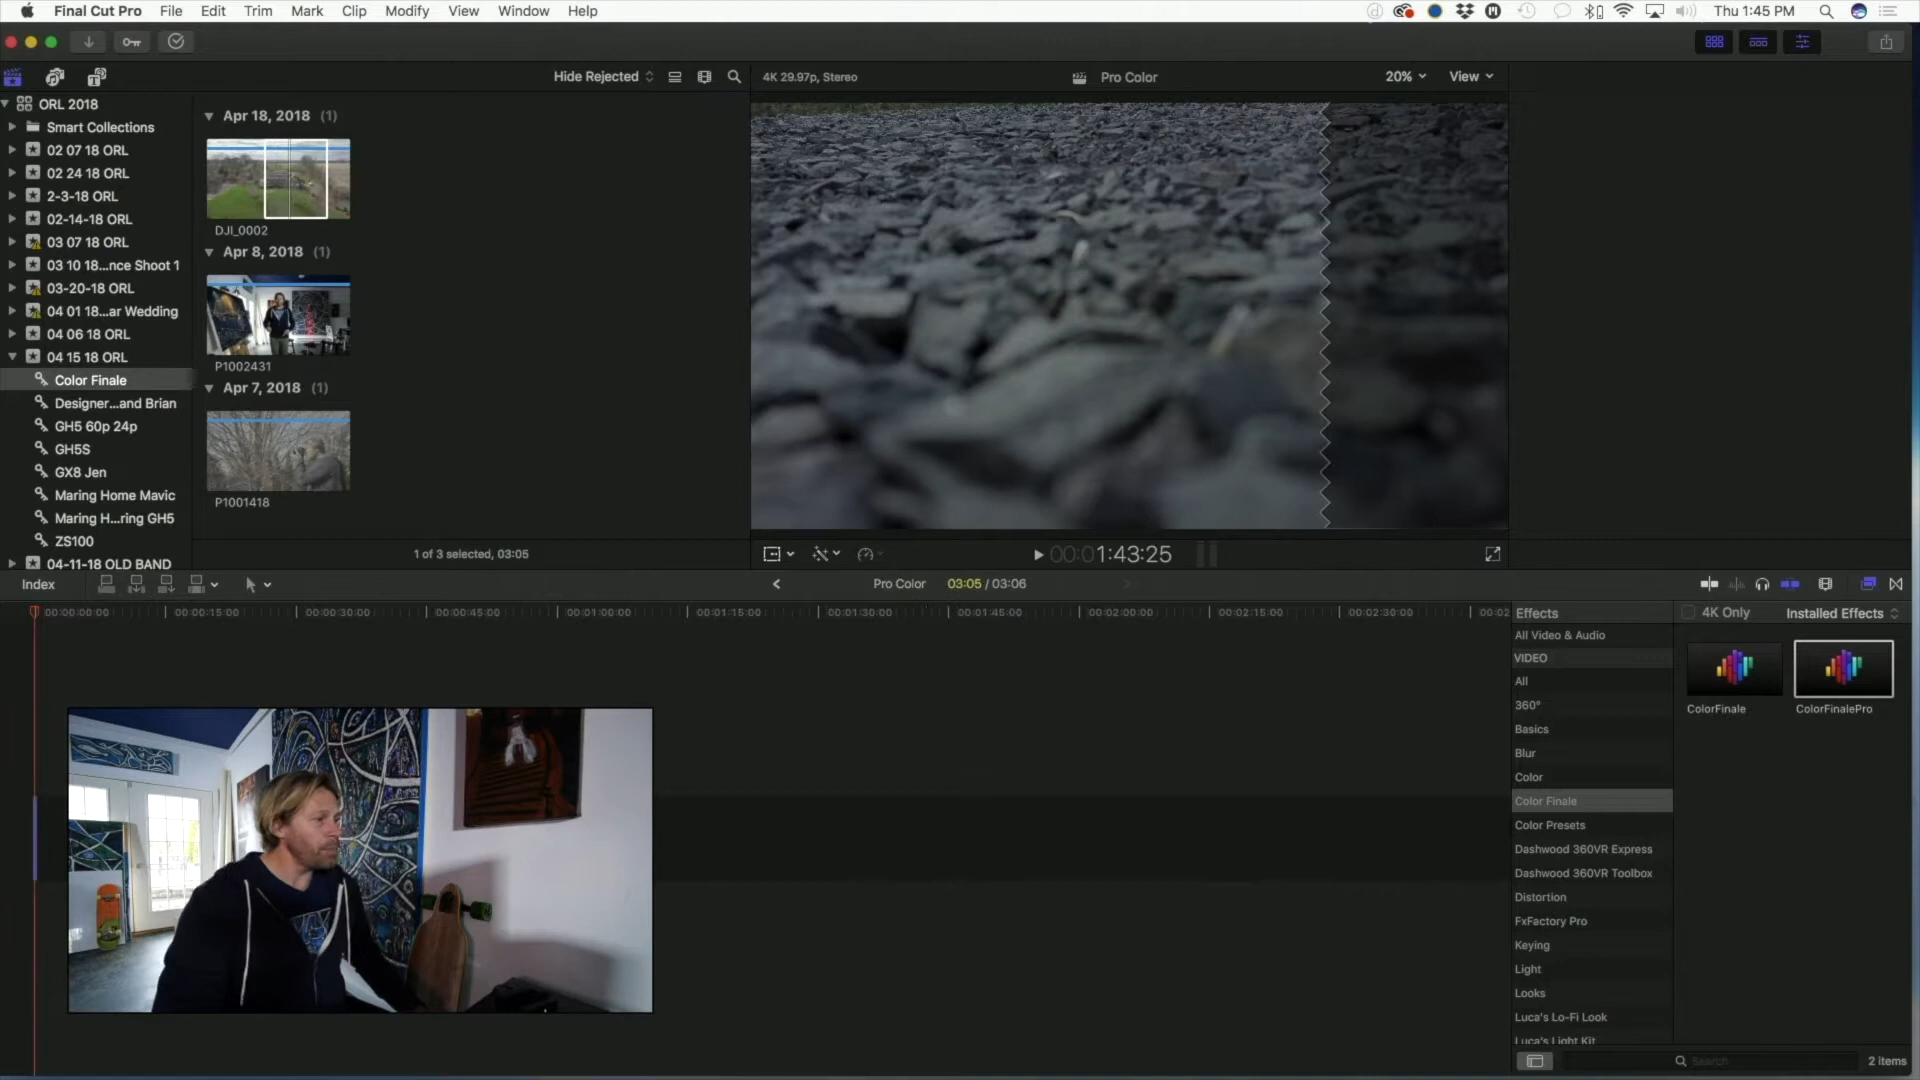 Final Cut Pro File Edit Trim Mark Clip Modify View Window Help Thu 1:45 PM
Hide Rejected
4K 29.97p, Stereo Pro Color 20% View
ORL 2018
Smart Collections
02 07 18 ORL
02 24 18 ORL
2-3-18 ORL
02-14-18 ORL
03 07 18 ORL
03 10 18...nce Shoot 1
03-20-18 ORL
04 01 18...ar Wedding
04 06 18 ORL
04 15 18 ORL
Color Finale
Designer...and Brian
GH5 60p 24p
GH5S
GX8 Jen
Maring Home Mavic
Maring H...ring GH5
ZS100
04-11-18 OLD BAND
Apr 18, 2018 (1)
DJI_0002
Apr 8, 2018 (1)
P1002431
Apr 7, 2018 (1)
P1001418
1 of 3 selected, 03:05
00:01:43:25
Index
Pro Color 03:05 / 03:06
00:00:00:00 00:00:15:00 00:00:30:00 00:00:45:00 00:01:00:00 00:01:15:00 00:01:30:00 00:01:45:00 00:02:00:00 00:02:15:00 00:02:30:00 00:02
Effects
All Video & Audio
VIDEO
All
360°
Basics
Blur
Color
Color Finale
Color Presets
Dashwood 360VR Express
Dashwood 360VR Toolbox
Distortion
FxFactory Pro
Keying
Light
Looks
Luca's Lo-Fi Look
Luca's Light Kit
4K Only Installed Effects
ColorFinale
ColorFinalePro
Search
2 items